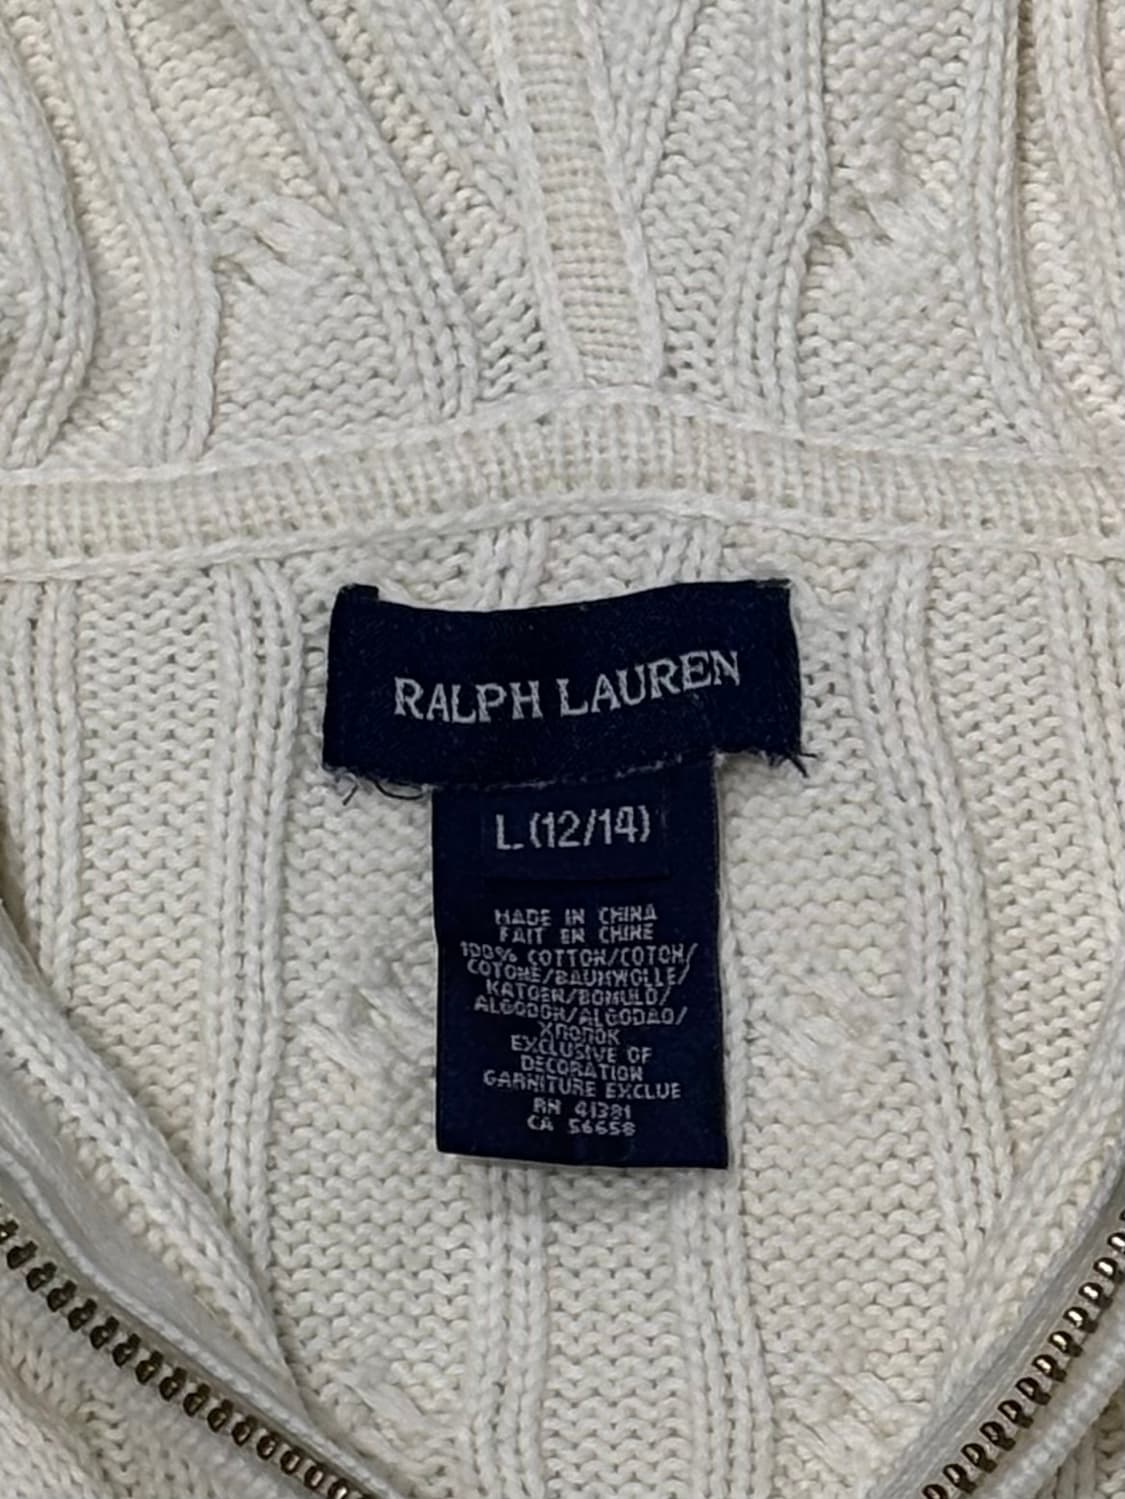 RALPH LAUREN
L (12/14)
MADE IN CHINA
FAIT EN CHINE
100% COTTON/COTON/
COTONE/BAUMWOLLE/
KATOEN/BOMULD/
ALGODON/ALGODAO/
ХЛОПОК
EXCLUSIVE OF
DECORATION
GARNITURE EXCLUE
RN 41381
CA 56658